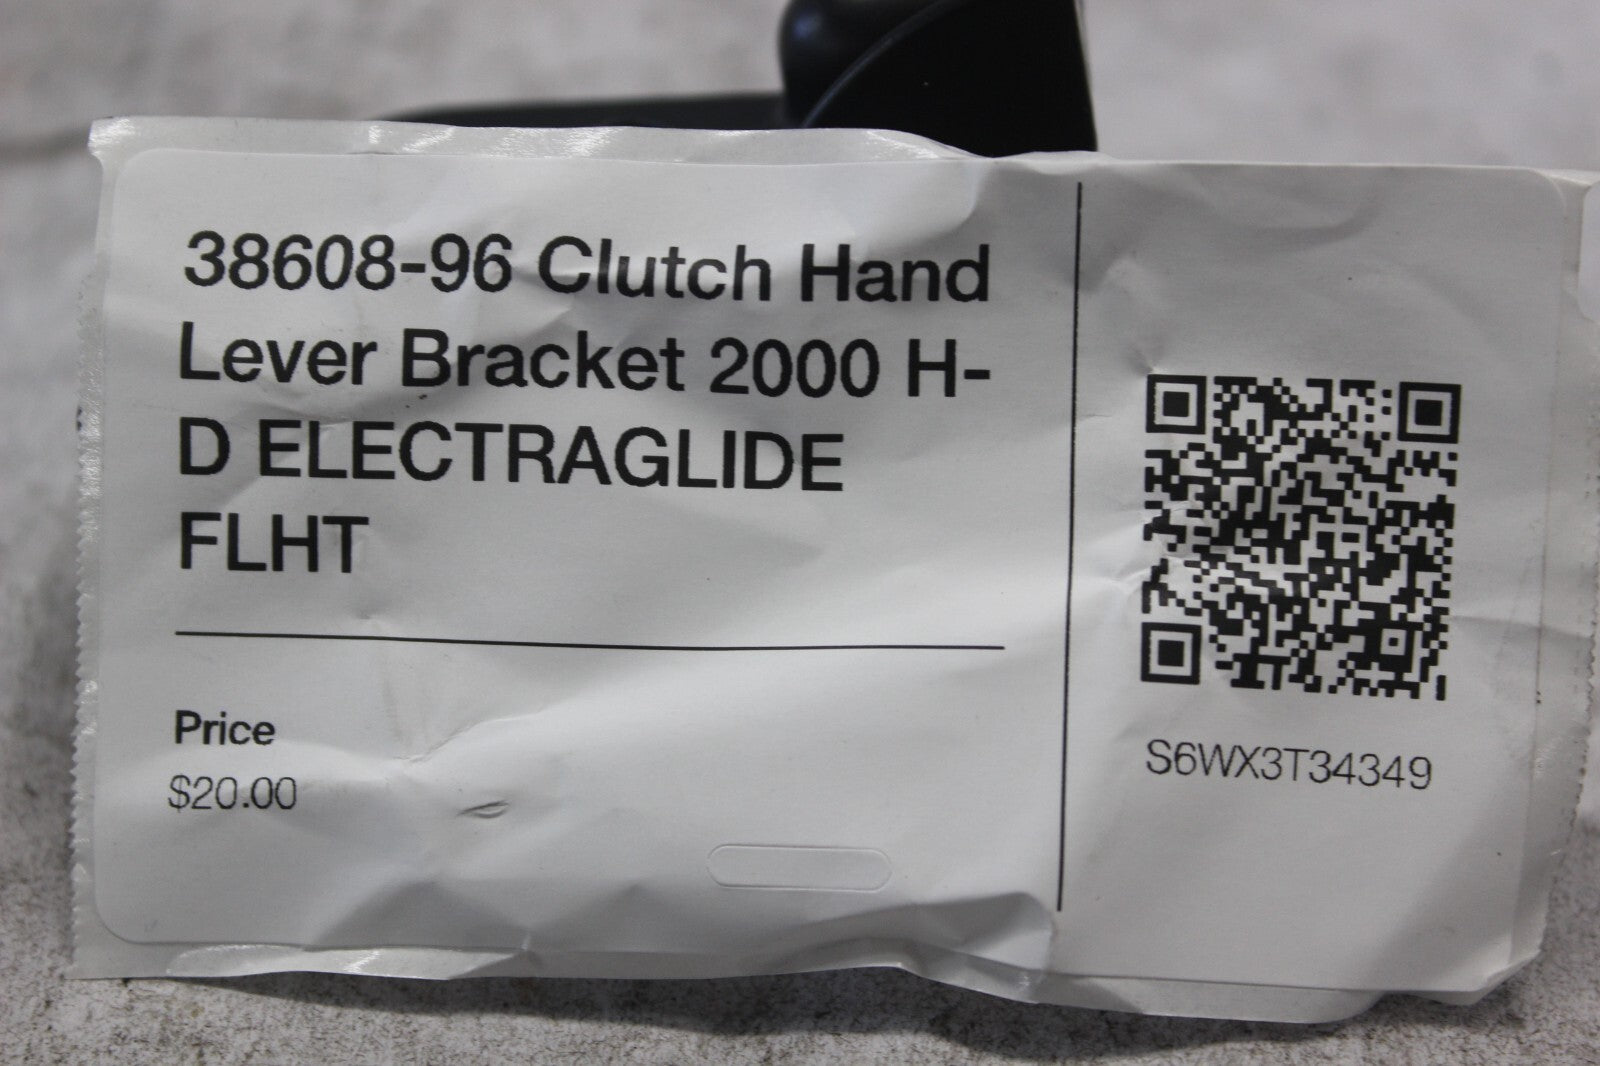 38608-96 Clutch Hand
Lever Bracket 2000 H-
D ELECTRAGLIDE
FLHT
Price
$20.00
S6WX3T34349